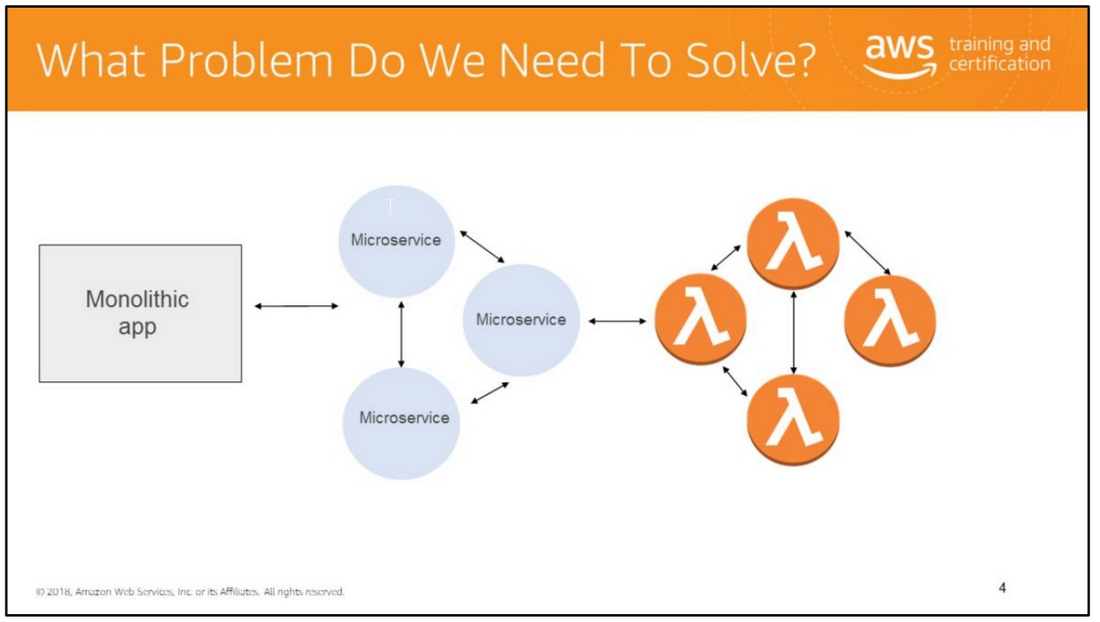 What Problem Do We Need To Solve?
aws
training and
certification
Monolithic
app
Microservice
Microservice
Microservice
λ
λ
λ
λ
© 2018, Amazon Web Services, Inc. or its Affiliates. All rights reserved.
4